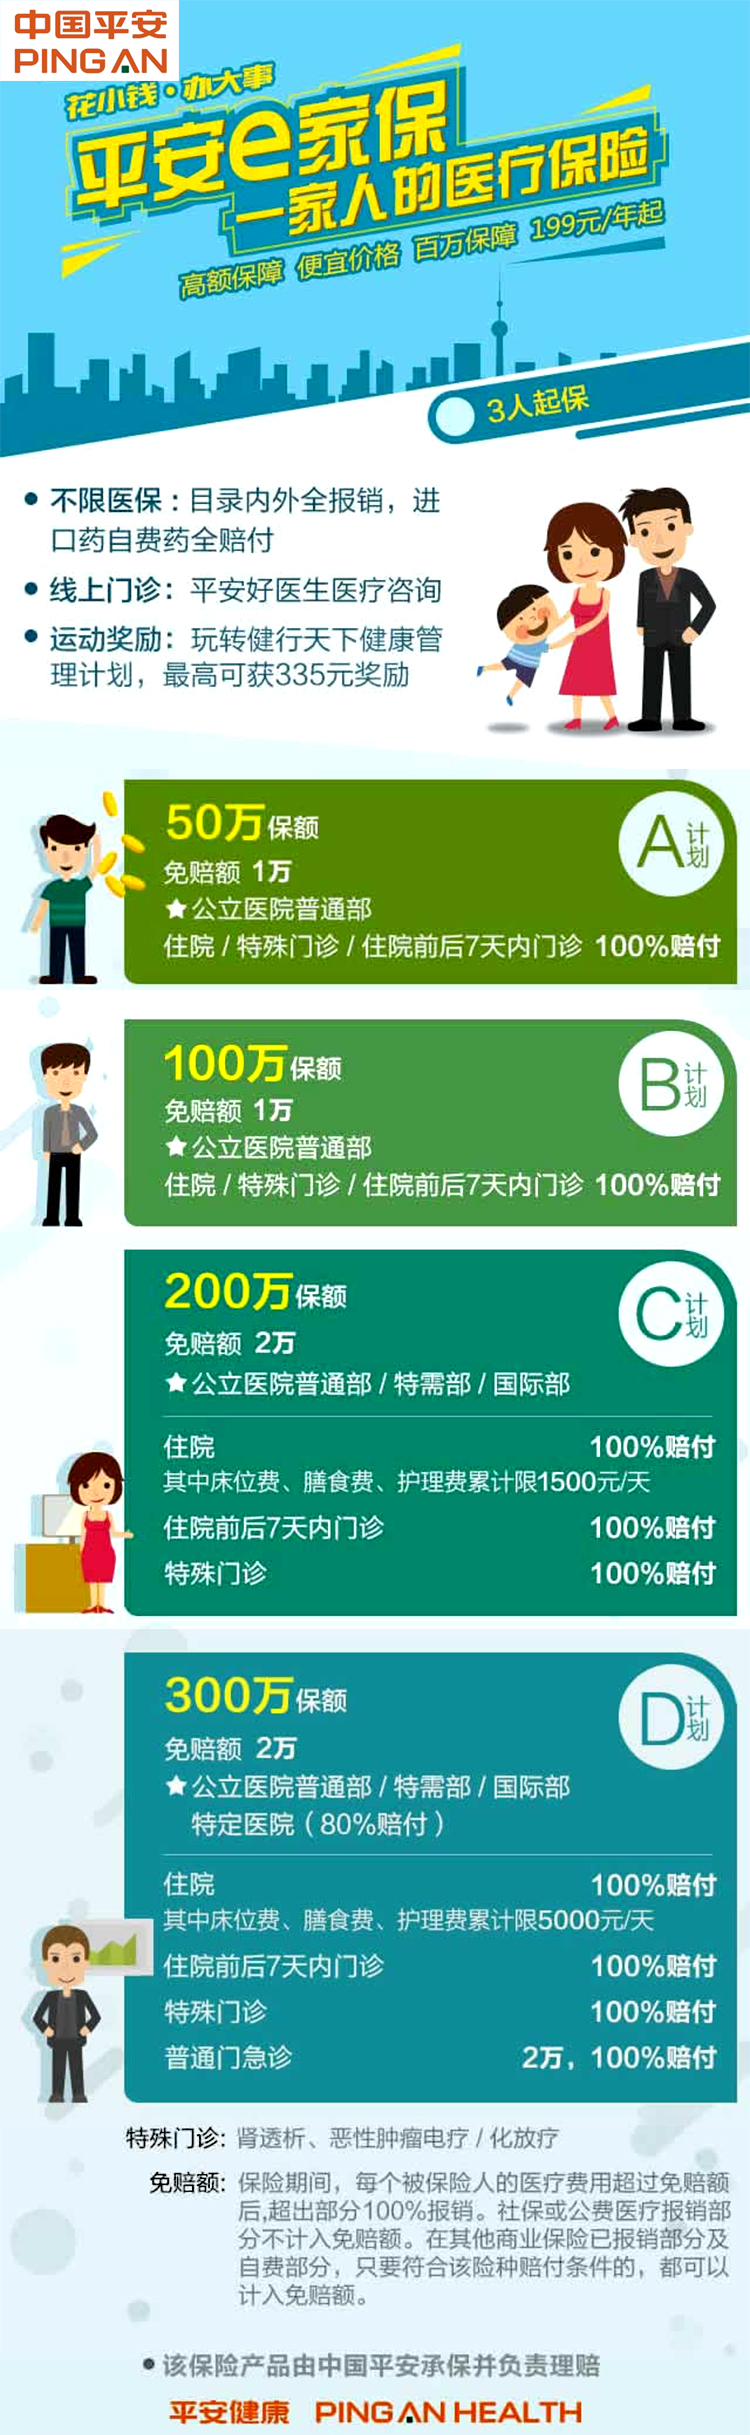 中国平安
PING AN
花小钱·办大事
平安e家保
一家人的医疗保险
高额保障 便宜价格 百万保障 199元/年起
3人起保
● 不限医保：目录内外全报销，进
口药自费药全赔付
● 线上门诊：平安好医生医疗咨询
● 运动奖励：玩转健行天下健康管
理计划，最高可获335元奖励
50万保额
A计划
免赔额 1万
★公立医院普通部
住院 / 特殊门诊 / 住院前后7天内门诊 100%赔付
100万保额
B计划
免赔额 1万
★公立医院普通部
住院 / 特殊门诊 / 住院前后7天内门诊 100%赔付
200万保额
C计划
免赔额 2万
★公立医院普通部 / 特需部 / 国际部
住院 100%赔付
其中床位费、膳食费、护理费累计限1500元/天
住院前后7天内门诊 100%赔付
特殊门诊 100%赔付
300万保额
D计划
免赔额 2万
★公立医院普通部 / 特需部 / 国际部
特定医院（80%赔付）
住院 100%赔付
其中床位费、膳食费、护理费累计限5000元/天
住院前后7天内门诊 100%赔付
特殊门诊 100%赔付
普通门急诊 2万，100%赔付
特殊门诊: 肾透析、恶性肿瘤电疗 / 化放疗
免赔额: 保险期间，每个被保险人的医疗费用超过免赔额
后,超出部分100%报销。社保或公费医疗报销部
分不计入免赔额。在其他商业保险已报销部分及
自费部分，只要符合该险种赔付条件的，都可以
计入免赔额。
● 该保险产品由中国平安承保并负责理赔
平安健康 PING AN HEALTH